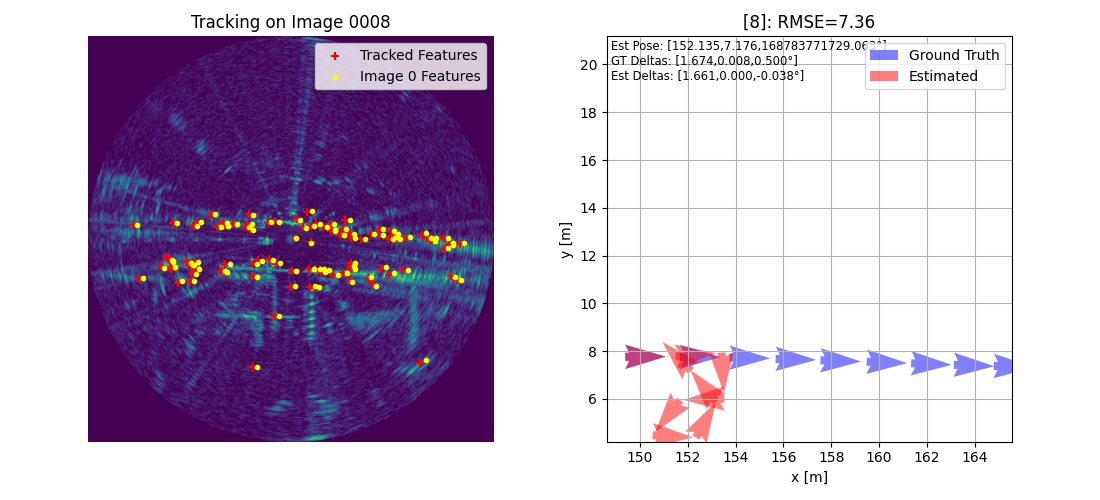 Tracking on Image 0008
Tracked Features
Image 0 Features
[8]: RMSE=7.36
Est Pose: [152.135,7.176,168783771729.063°]
GT Deltas: [1.674,0.008,0.500°]
Est Deltas: [1.661,0.000,-0.038°]
Ground Truth
Estimated
20
18
16
14
12
10
8
6
y [m]
150 152 154 156 158 160 162 164
x [m]